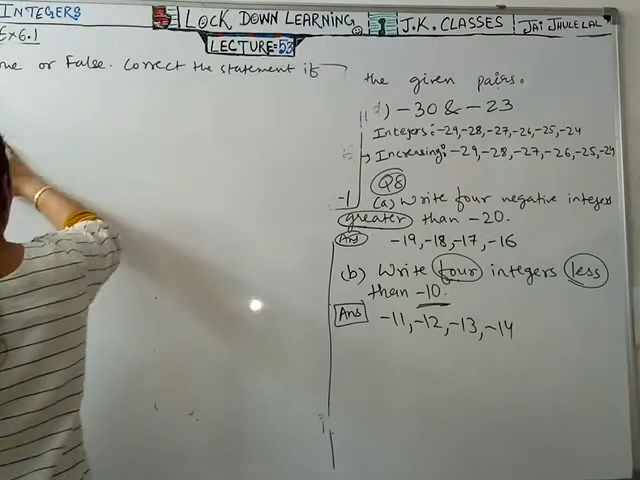 INTEGERS
LOCK DOWN LEARNING
J.K. CLASSES
JAI JHULELAL
Ex 6.1
LECTURE=53
or False. Correct the statement if
the given pairs.
d) -30 & -23
Integers: -29, -28, -27, -26, -25, -24
→ Increasing: -29, -28, -27, -26, -25, -24
Q8
-1
(a) Write four negative integers
greater than -20.
Ans
-19, -18, -17, -16
(b) Write four integers less
than -10.
Ans
-11, -12, -13, -14